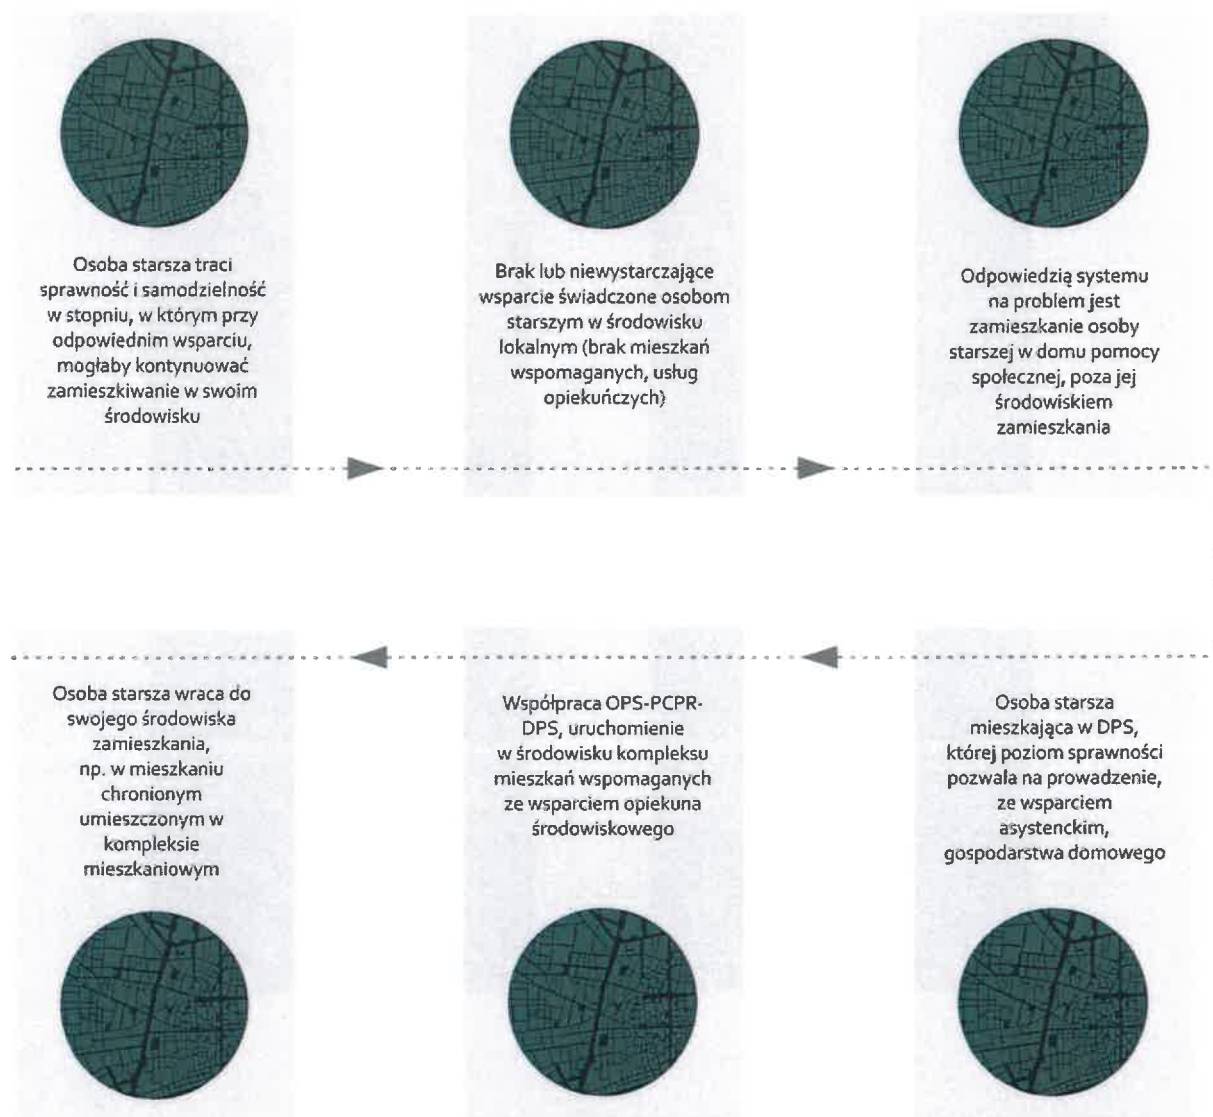 Osoba starsza traci
sprawność i samodzielność
w stopniu, w którym przy
odpowiednim wsparciu,
mogłaby kontynuować
zamieszkiwanie w swoim
środowisku
Brak lub niewystarczające
wsparcie świadczone osobom
starszym w środowisku
lokalnym (brak mieszkań
wspomaganych, usług
opiekuńczych)
Odpowiedzią systemu
na problem jest
zamieszkanie osoby
starszej w domu pomocy
społecznej, poza jej
środowiskiem
zamieszkania
Osoba starsza
mieszkająca w DPS,
której poziom sprawności
pozwala na prowadzenie,
ze wsparciem
asystenckim,
gospodarstwa domowego
Współpraca OPS-PCPR-
DPS, uruchomienie
w środowisku kompleksu
mieszkań wspomaganych
ze wsparciem opiekuna
środowiskowego
Osoba starsza wraca do
swojego środowiska
zamieszkania,
np. w mieszkaniu
chronionym
umieszczonym w
kompleksie
mieszkaniowym